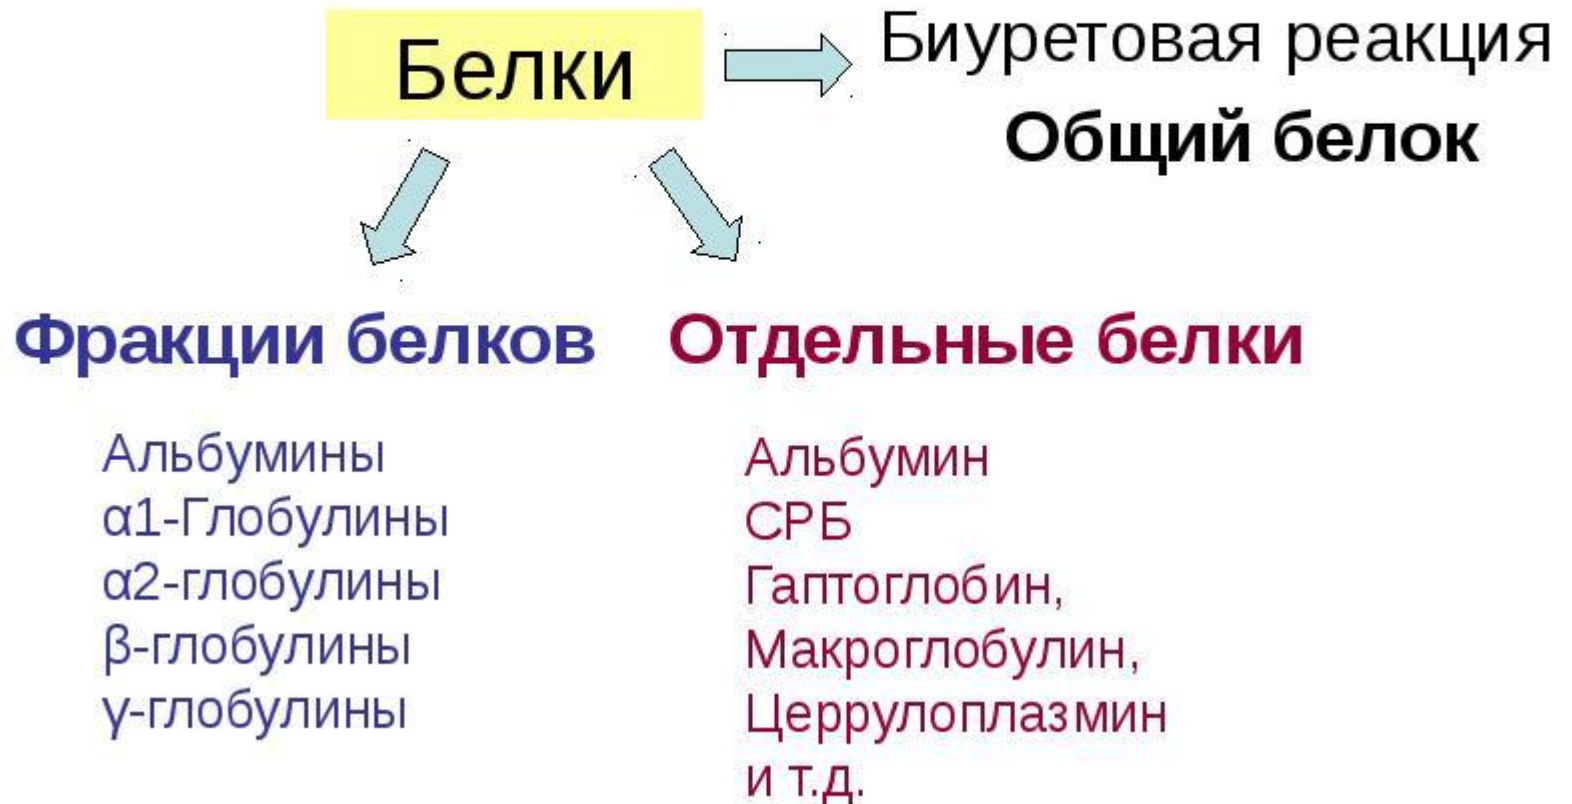 Белки
Биуретовая реакция
Общий белок
Фракции белков
Альбумины
α1-Глобулины
α2-глобулины
β-глобулины
γ-глобулины
Отдельные белки
Альбумин
СРБ
Гаптоглобин,
Макроглобулин,
Церрулоплазмин
и т.д.